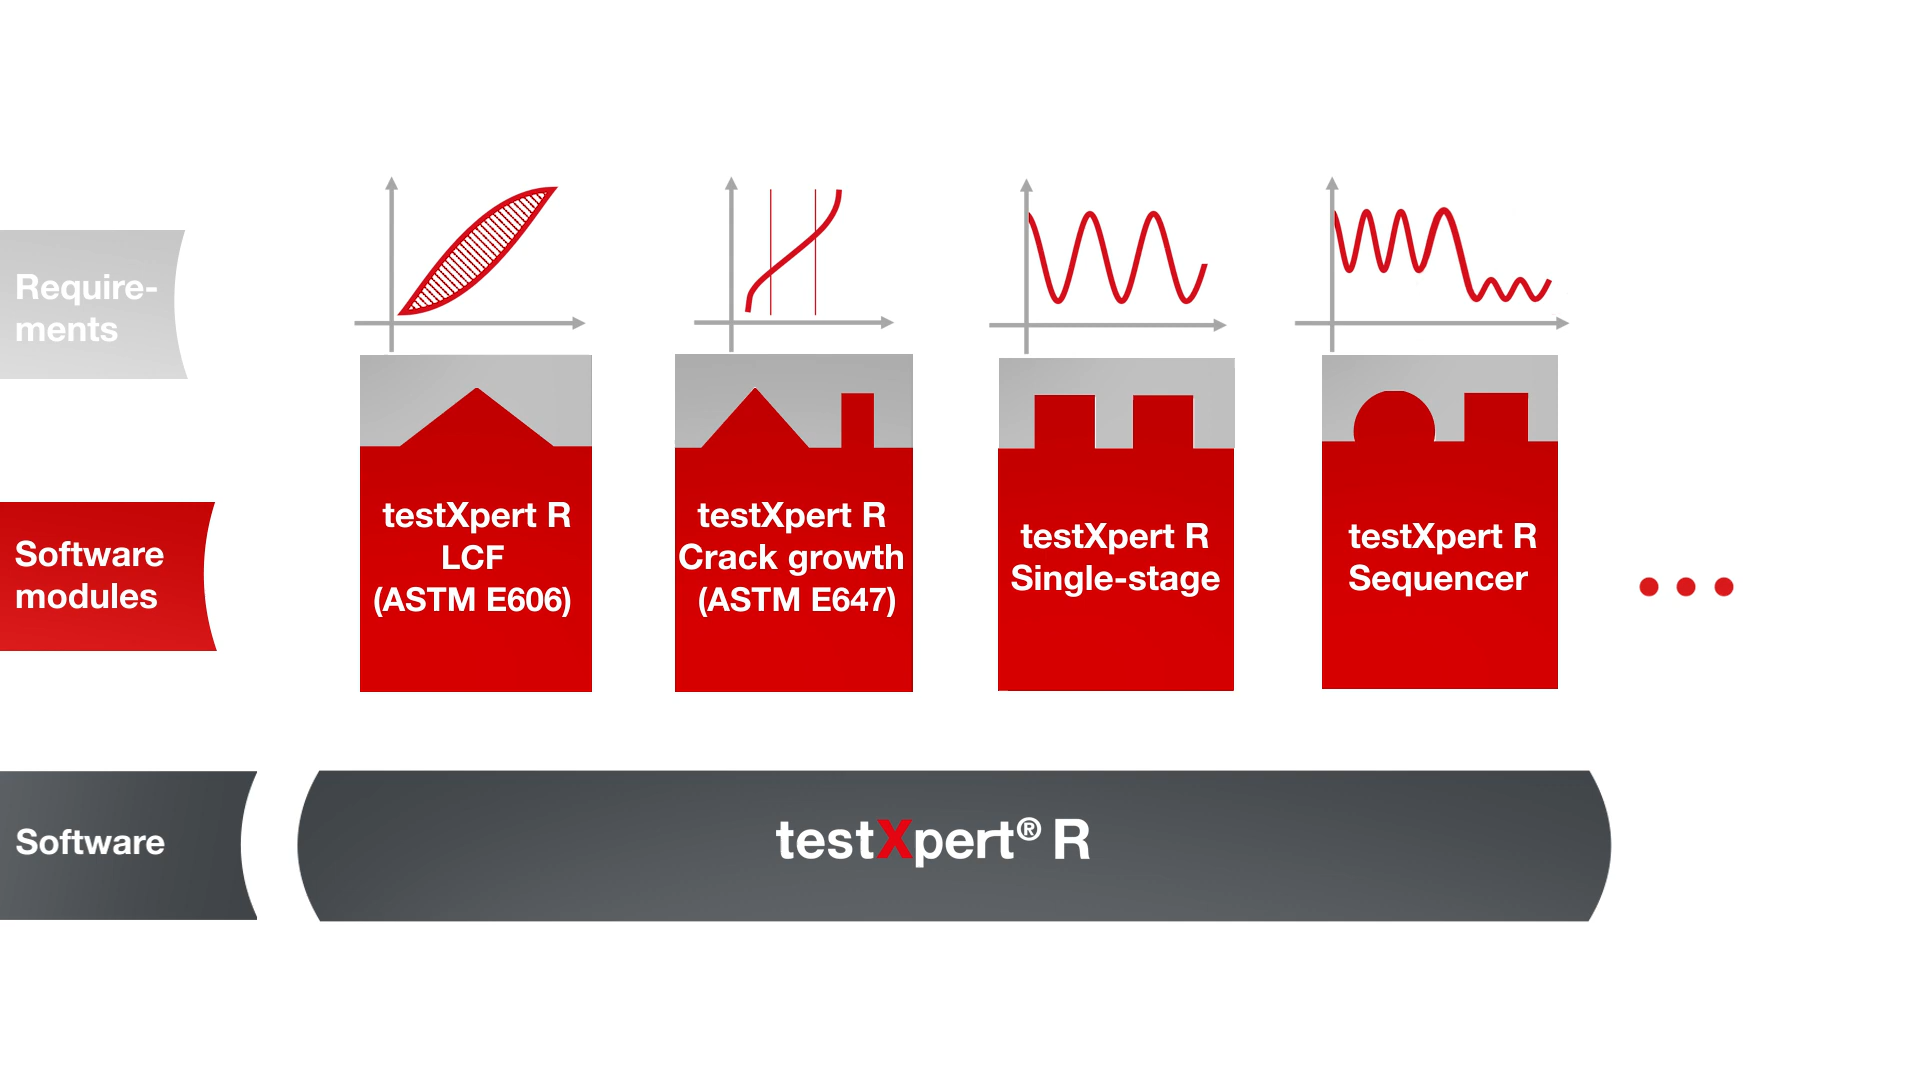 Require-
ments
Software
modules
testXpert R
LCF
(ASTM E606)
testXpert R
Crack growth
(ASTM E647)
testXpert R
Single-stage
testXpert R
Sequencer
Software
testXpert® R